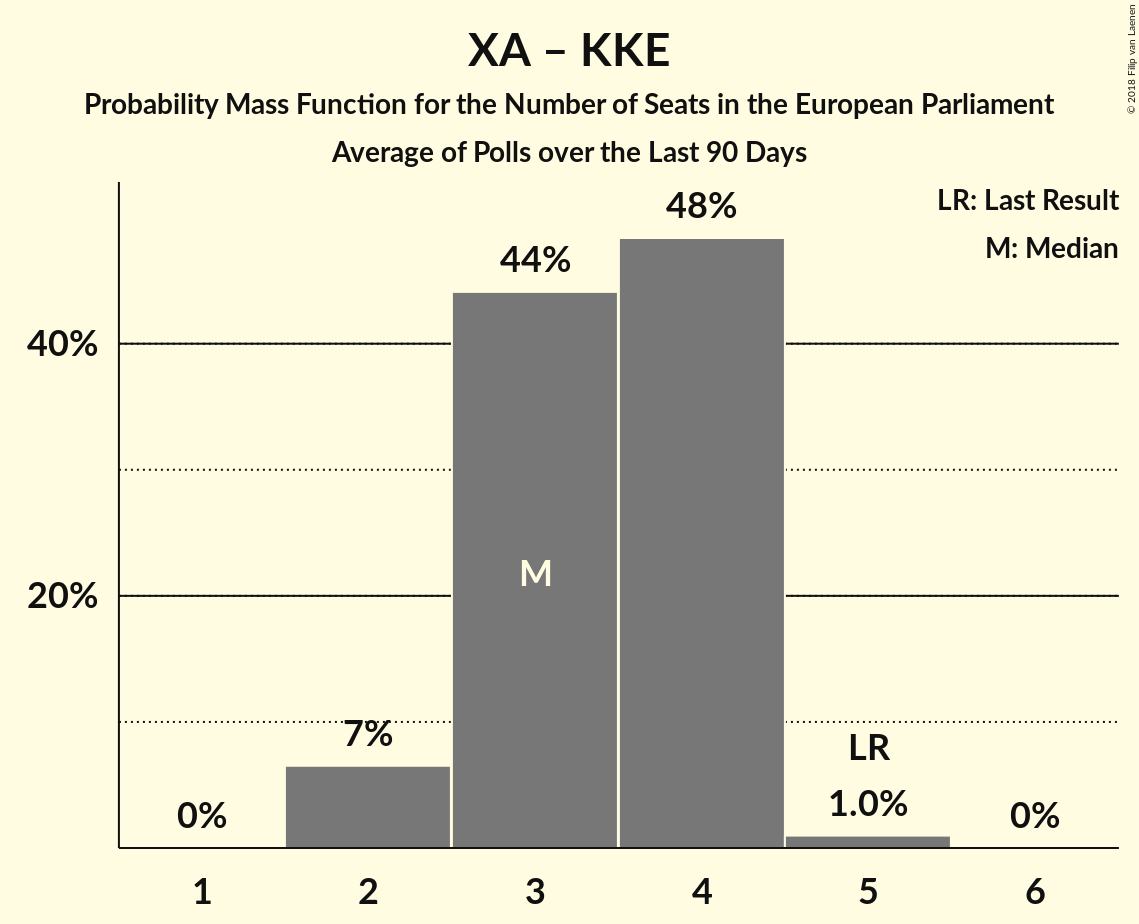 XA – KKE
Probability Mass Function for the Number of Seats in the European Parliament
Average of Polls over the Last 90 Days
© 2018 Filip van Laenen
LR: Last Result
M: Median
48%
44%
40%
M
20%
7%
LR
1.0%
0%
0%
1 2 3 4 5 6